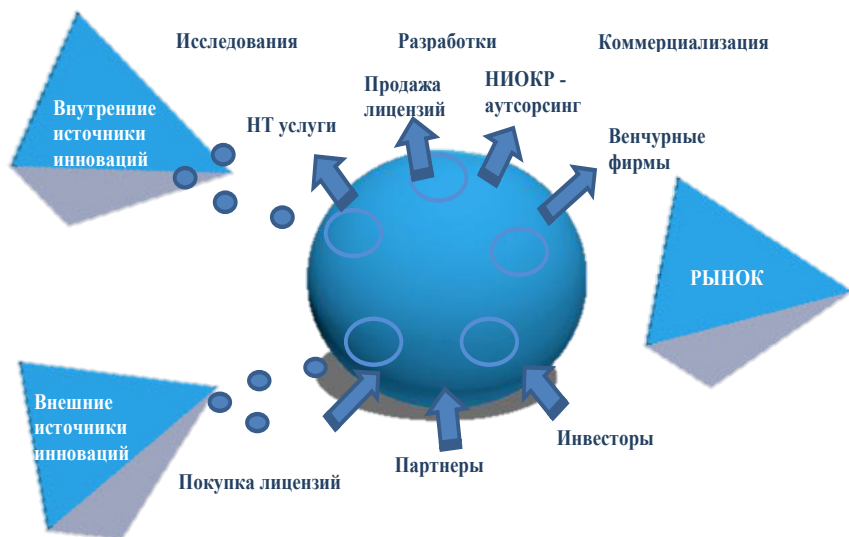 Исследования
Разработки
Коммерциализация
Внутренние
источники
инноваций
НТ услуги
Продажа
лицензий
НИОКР -
аутсорсинг
Венчурные
фирмы
РЫНОК
Внешние
источники
инноваций
Покупка лицензий
Партнеры
Инвесторы